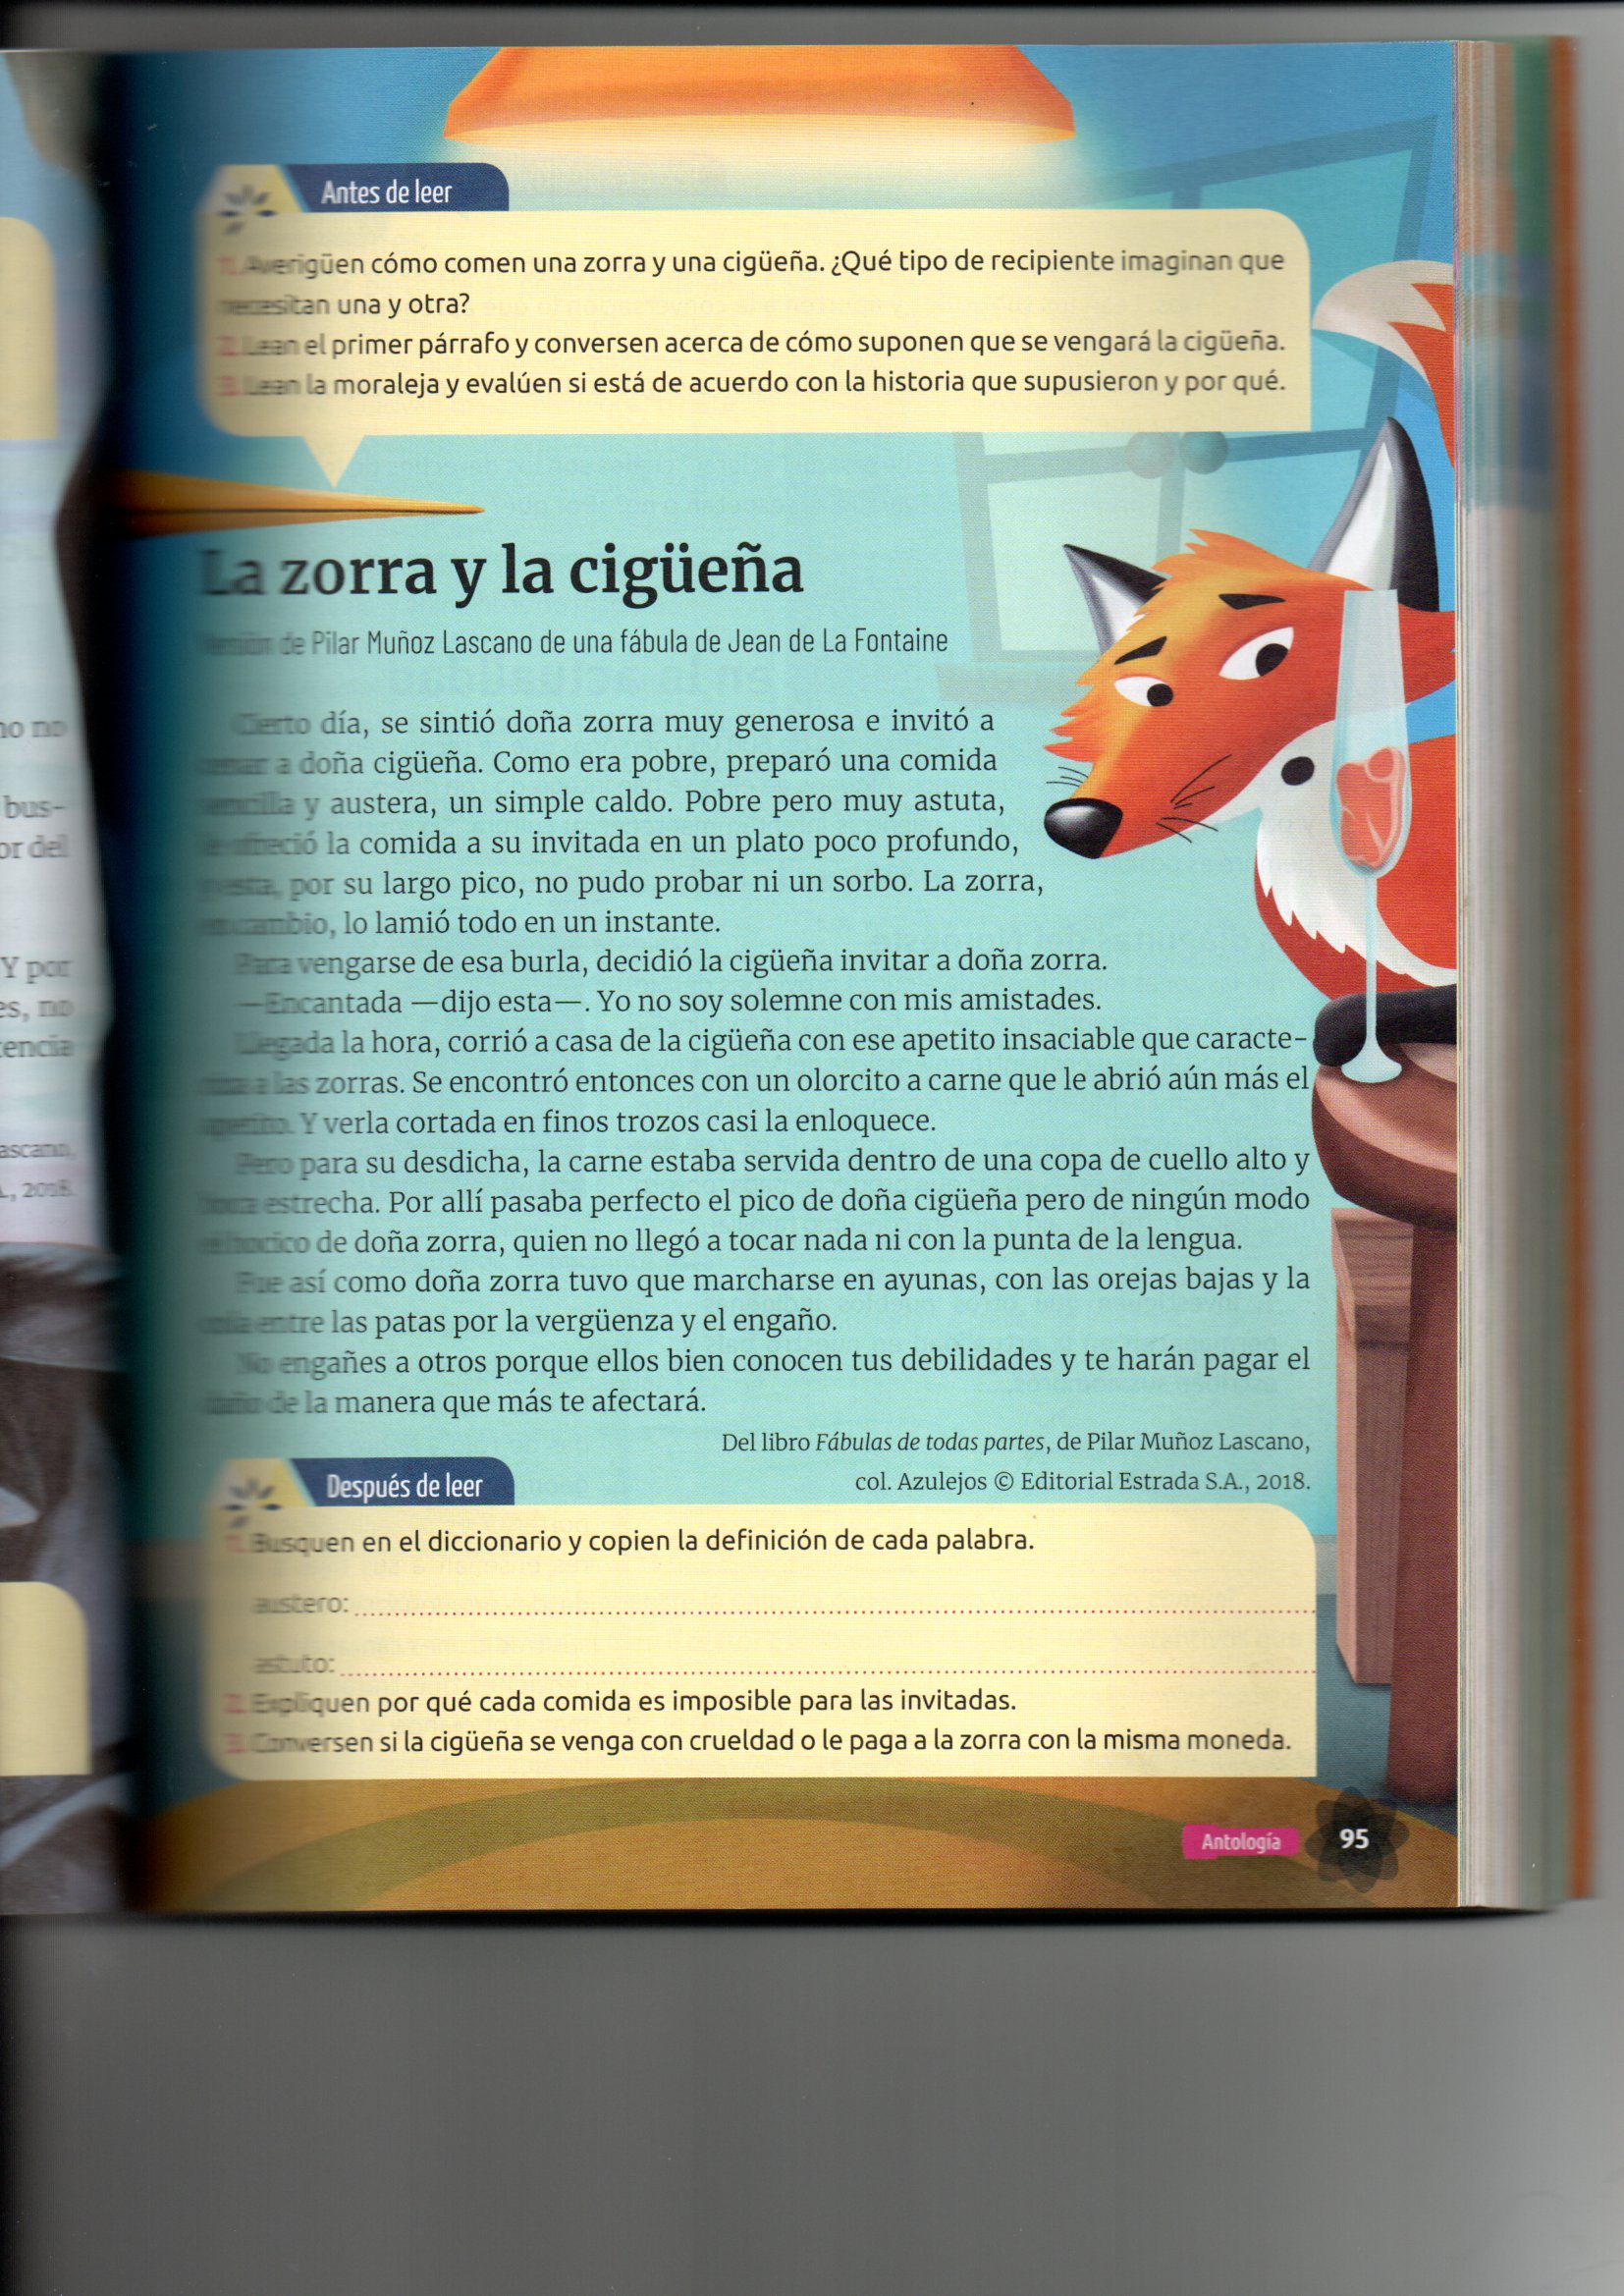 no no
bus-
or del
Y por
es, no
tencia
ascano,
., 2018.
Antes de leer
1. Averigüen cómo comen una zorra y una cigüeña. ¿Qué tipo de recipiente imaginan que
necesitan una y otra?
2. Lean el primer párrafo y conversen acerca de cómo suponen que se vengará la cigüeña.
3. Lean la moraleja y evalúen si está de acuerdo con la historia que supusieron y por qué.
La zorra y la cigüeña
Versión de Pilar Muñoz Lascano de una fábula de Jean de La Fontaine
Cierto día, se sintió doña zorra muy generosa e invitó a
cenar a doña cigüeña. Como era pobre, preparó una comida
sencilla y austera, un simple caldo. Pobre pero muy astuta,
le ofreció la comida a su invitada en un plato poco profundo,
y esta, por su largo pico, no pudo probar ni un sorbo. La zorra,
en cambio, lo lamió todo en un instante.
Para vengarse de esa burla, decidió la cigüeña invitar a doña zorra.
—Encantada —dijo esta—. Yo no soy solemne con mis amistades.
Llegada la hora, corrió a casa de la cigüeña con ese apetito insaciable que caracte-
riza a las zorras. Se encontró entonces con un olorcito a carne que le abrió aún más el
apetito. Y verla cortada en finos trozos casi la enloquece.
Pero para su desdicha, la carne estaba servida dentro de una copa de cuello alto y
boca estrecha. Por allí pasaba perfecto el pico de doña cigüeña pero de ningún modo
el hocico de doña zorra, quien no llegó a tocar nada ni con la punta de la lengua.
Fue así como doña zorra tuvo que marcharse en ayunas, con las orejas bajas y la
cola entre las patas por la vergüenza y el engaño.
No engañes a otros porque ellos bien conocen tus debilidades y te harán pagar el
daño de la manera que más te afectará.
Del libro Fábulas de todas partes, de Pilar Muñoz Lascano,
col. Azulejos © Editorial Estrada S.A., 2018.
Después de leer
1. Busquen en el diccionario y copien la definición de cada palabra.
austero:
astuto:
2. Expliquen por qué cada comida es imposible para las invitadas.
3. Conversen si la cigüeña se venga con crueldad o le paga a la zorra con la misma moneda.
Antología 95